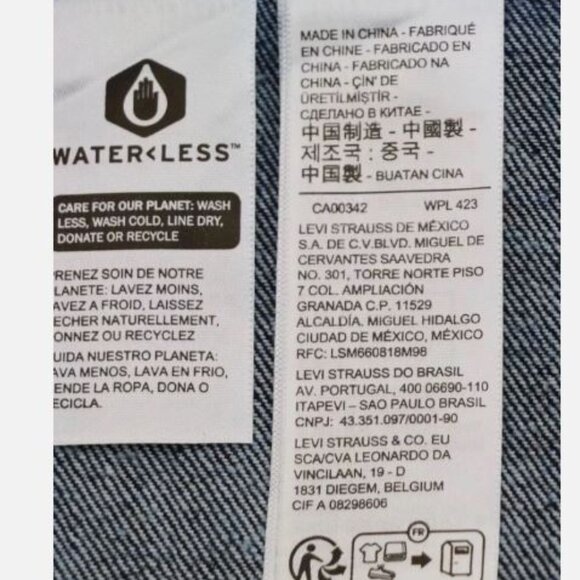 WATER<LESS™
CARE FOR OUR PLANET: WASH
LESS, WASH COLD, LINE DRY,
DONATE OR RECYCLE
RENEZ SOIN DE NOTRE
LANETE: LAVEZ MOINS,
AVEZ A FROID, LAISSEZ
ECHER NATURELLEMENT,
ONNEZ OU RECYCLEZ
UIDA NUESTRO PLANETA:
AVA MENOS, LAVA EN FRIO,
ENDE LA ROPA, DONA O
ECICLA.
MADE IN CHINA - FABRIQUÉ
EN CHINE - FABRICADO EN
CHINA - FABRICADO NA
CHINA - ÇİN' DE
ÜRETİLMİŞTİR -
СДЕЛАНО В КИТАЕ -
中国制造 - 中國製 -
제조국 : 중국 -
中国製 - BUATAN CINA
CA00342 WPL 423
LEVI STRAUSS DE MÉXICO
S.A. DE C.V.BLVD. MIGUEL DE
CERVANTES SAAVEDRA
NO. 301, TORRE NORTE PISO
7 COL. AMPLIACIÓN
GRANADA C.P. 11529
ALCALDÍA. MIGUEL HIDALGO
CIUDAD DE MÉXICO, MÉXICO
RFC: LSM660818M98
LEVI STRAUSS DO BRASIL
AV. PORTUGAL, 400 06690-110
ITAPEVI – SAO PAULO BRASIL
CNPJ: 43.351.097/0001-90
LEVI STRAUSS & CO. EU
SCA/CVA LEONARDO DA
VINCILAAN, 19 - D
1831 DIEGEM, BELGIUM
CIF A 08298606
FR